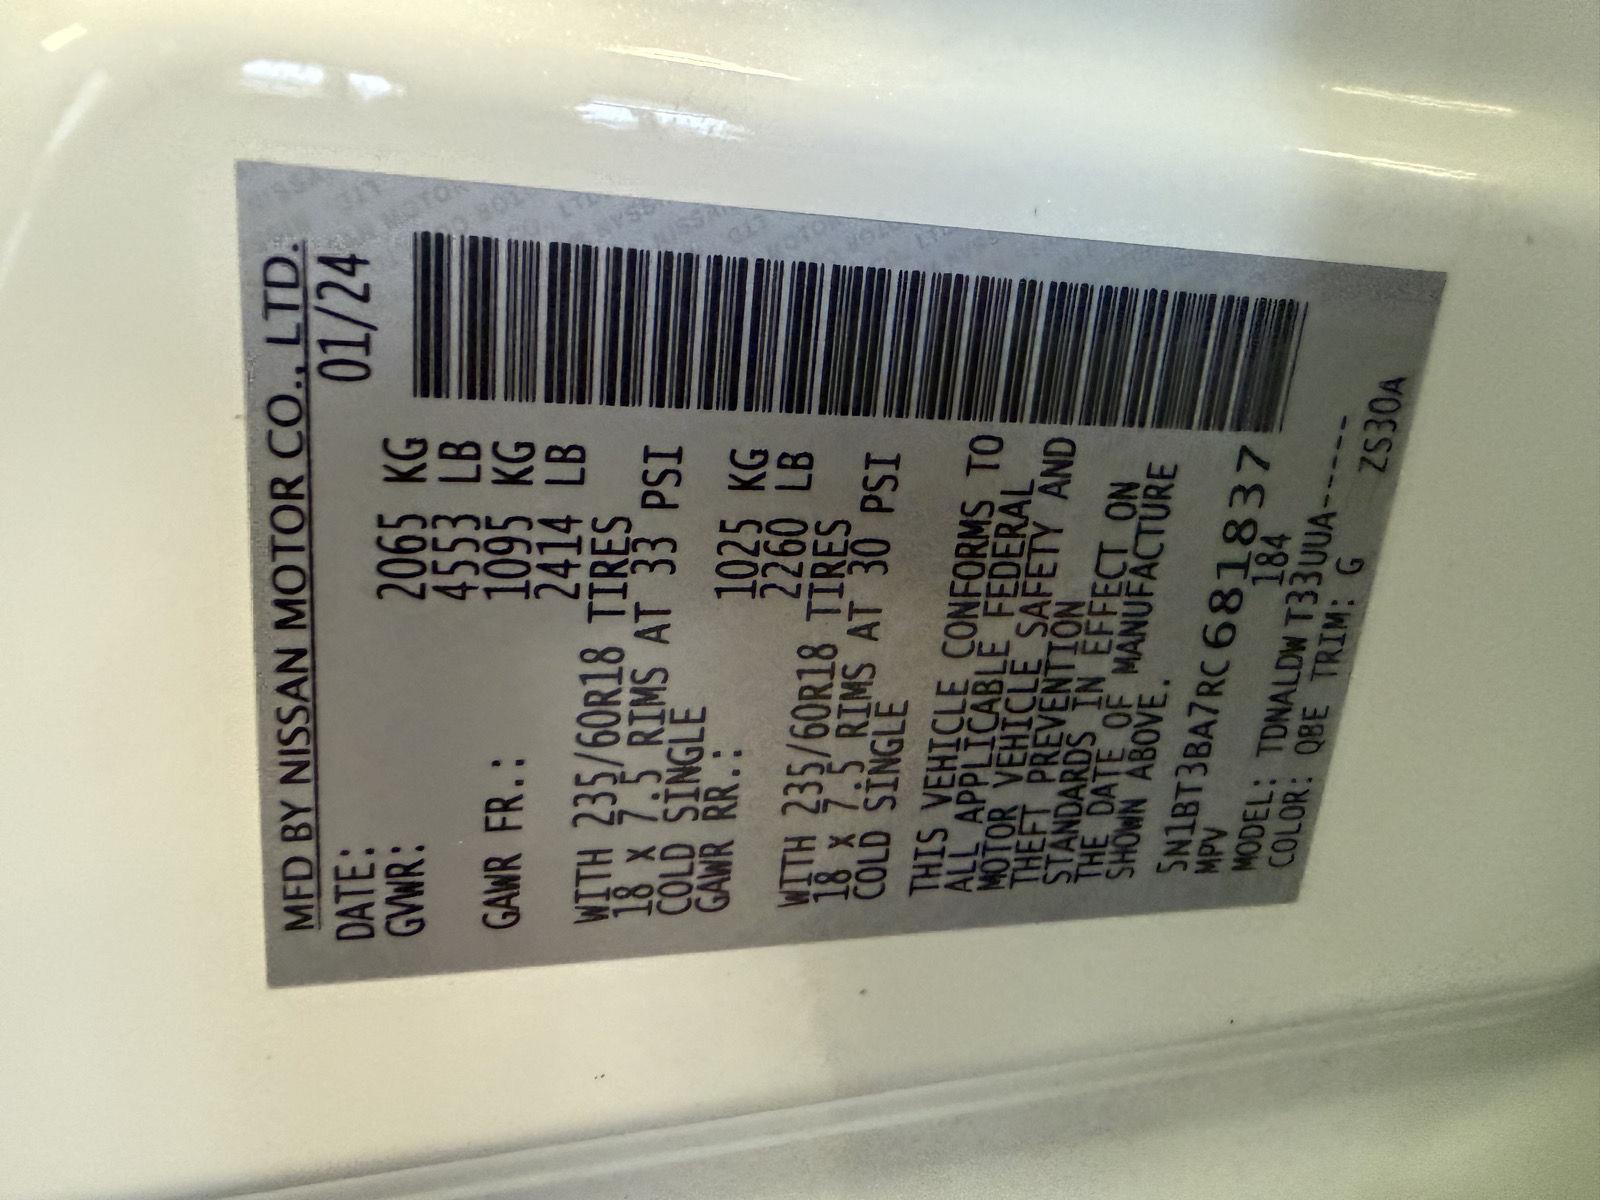 MFD BY NISSAN MOTOR CO., LTD.
DATE: 01/24
GVWR: 2065 KG
4553 LB
GAWR FR.: 1095 KG
2414 LB
WITH 235/60R18 TIRES
18 X 7.5 RIMS AT 33 PSI
COLD SINGLE
GAWR RR.: 1025 KG
2260 LB
WITH 235/60R18 TIRES
18 X 7.5 RIMS AT 30 PSI
COLD SINGLE
THIS VEHICLE CONFORMS TO
ALL APPLICABLE FEDERAL
MOTOR VEHICLE SAFETY AND
THEFT PREVENTION
STANDARDS IN EFFECT ON
THE DATE OF MANUFACTURE
SHOWN ABOVE.
5N1BT3BA7RC681837
MPV 184
MODEL: TDNALDWT33UUA-----
COLOR: QBE TRIM: G
ZS30A